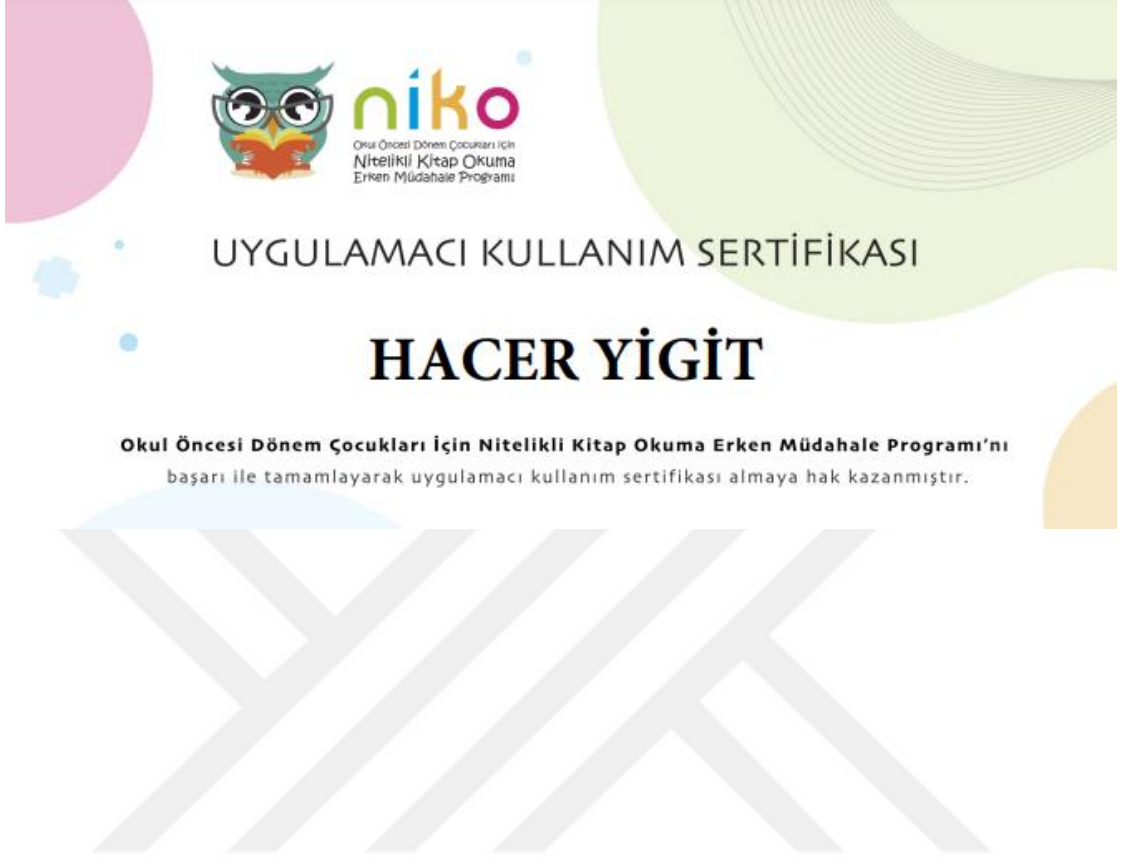 niko
Okul Öncesi Dönem Çocukları İçin
Nitelikli Kitap Okuma
Erken Müdahale Programı
UYGULAMACI KULLANIM SERTİFİKASI
HACER YİGİT
Okul Öncesi Dönem Çocukları İçin Nitelikli Kitap Okuma Erken Müdahale Programı'nı
başarı ile tamamlayarak uygulamacı kullanım sertifikası almaya hak kazanmıştır.